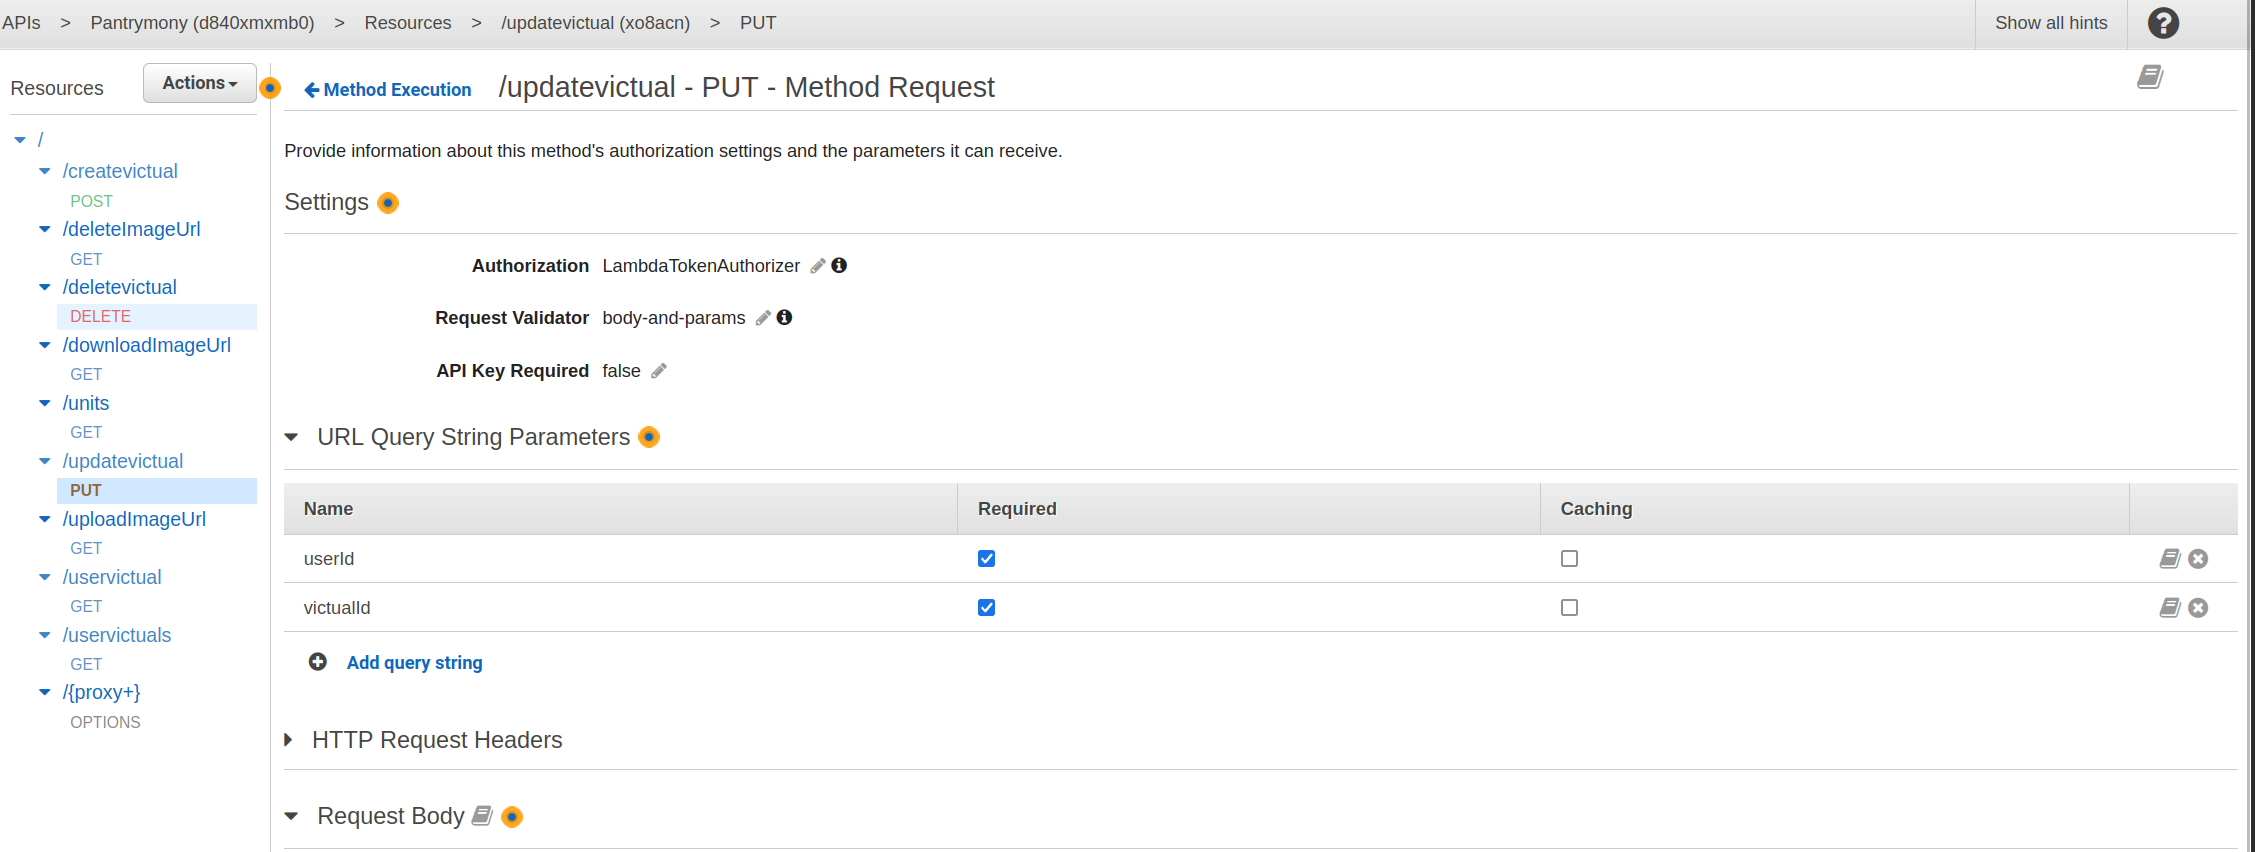 APIs > Pantrymony (d840xmxmb0) > Resources > /updatevictual (xo8acn) > PUT
Show all hints
Resources
Actions
/
/createvictual
POST
/deleteImageUrl
GET
/deletevictual
DELETE
/downloadImageUrl
GET
/units
GET
/updatevictual
PUT
/uploadImageUrl
GET
/uservictual
GET
/uservictuals
GET
/{proxy+}
OPTIONS
Method Execution /updatevictual - PUT - Method Request
Provide information about this method's authorization settings and the parameters it can receive.
Settings
Authorization LambdaTokenAuthorizer
Request Validator body-and-params
API Key Required false
URL Query String Parameters
Name Required Caching
userId
victualId
Add query string
HTTP Request Headers
Request Body